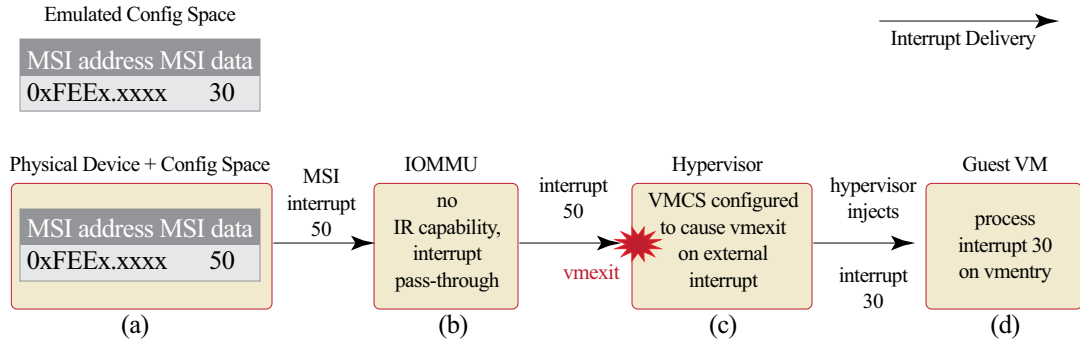 Emulated Config Space
MSI address MSI data
0xFEEx.xxxx 30
Interrupt Delivery
Physical Device + Config Space
MSI address MSI data
0xFEEx.xxxx 50
(a)
MSI
interrupt
50
IOMMU
no
IR capability,
interrupt
pass-through
(b)
interrupt
50
vmexit
Hypervisor
VMCS configured
to cause vmexit
on external
interrupt
(c)
hypervisor
injects
interrupt
30
Guest VM
process
interrupt 30
on vmentry
(d)